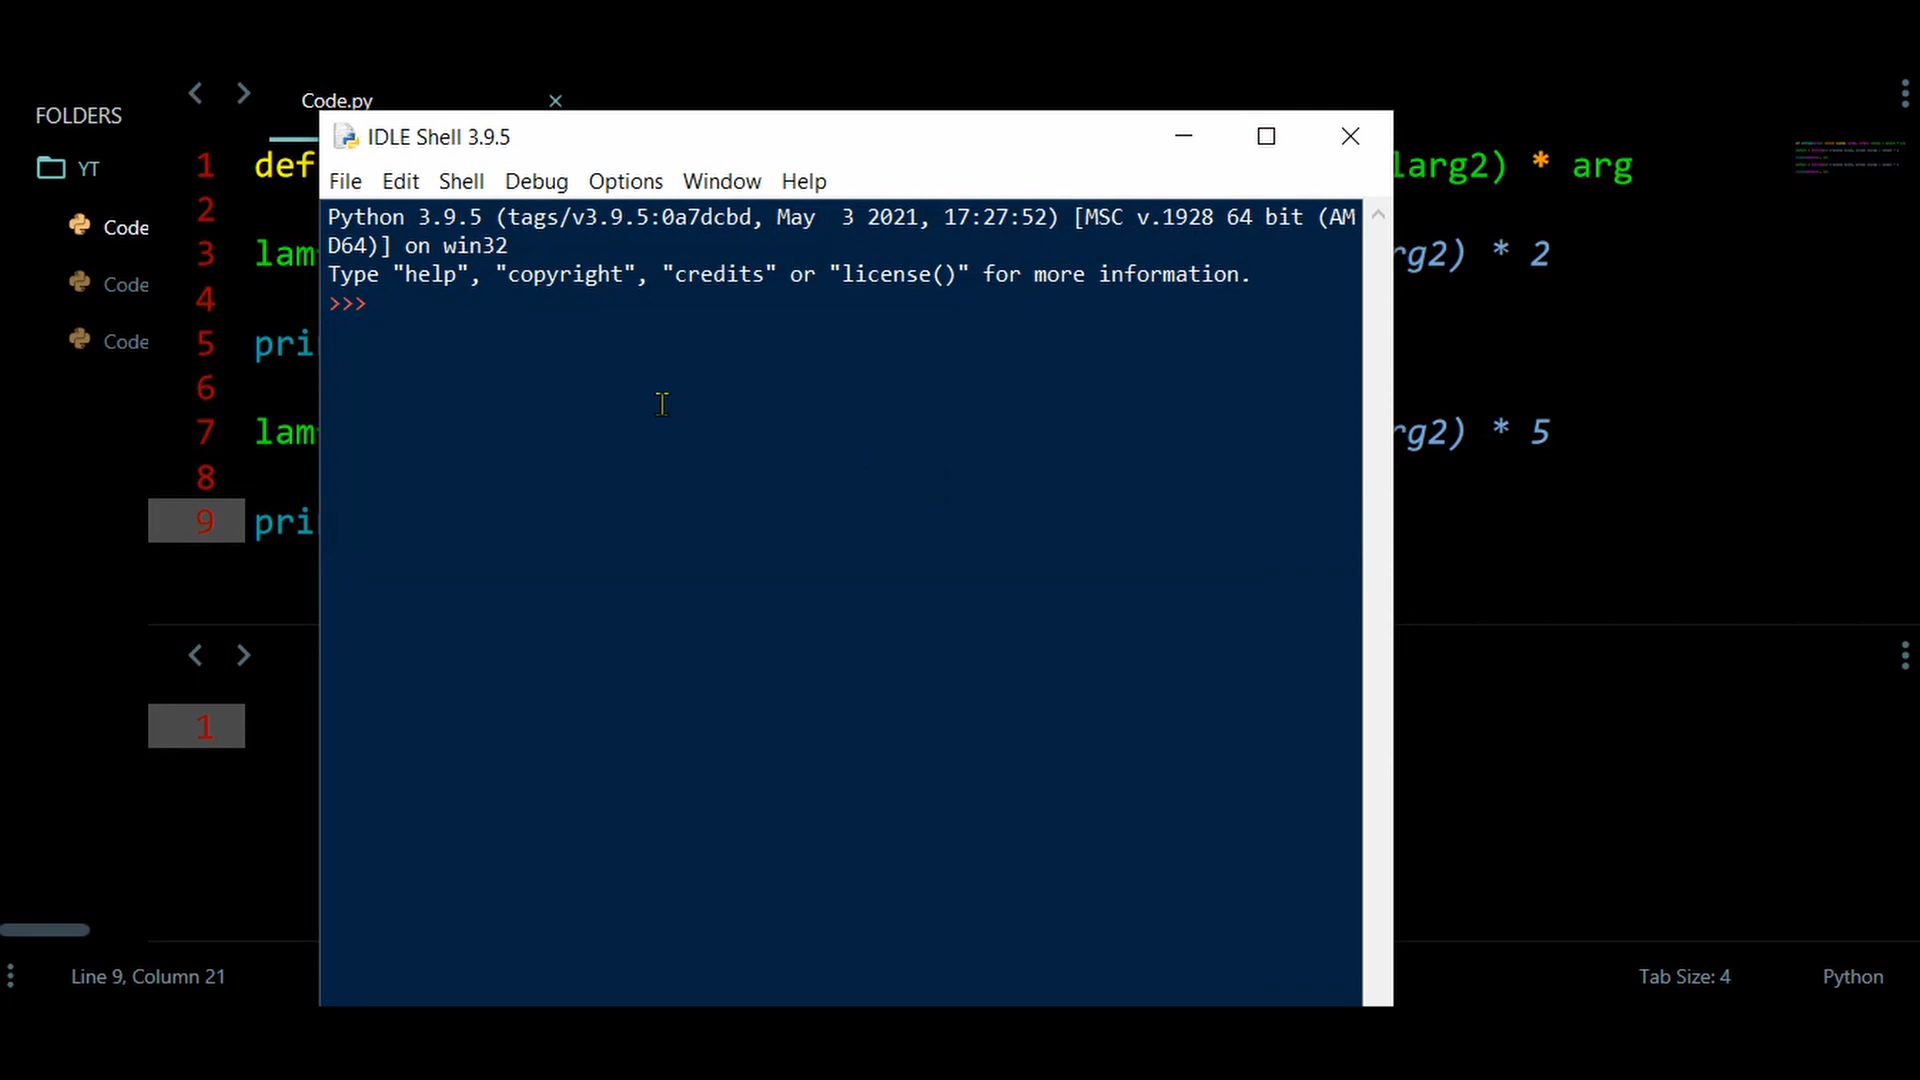 Code.py
FOLDERS
YT
Code
Code
Code
1 def larg2) * arg
2
3 lam rg2) * 2
4
5 pri
6
7 lam rg2) * 5
8
9 pri
IDLE Shell 3.9.5
File Edit Shell Debug Options Window Help
Python 3.9.5 (tags/v3.9.5:0a7dcbd, May  3 2021, 17:27:52) [MSC v.1928 64 bit (AM
D64)] on win32
Type "help", "copyright", "credits" or "license()" for more information.
>>>
1
Line 9, Column 21
Tab Size: 4
Python